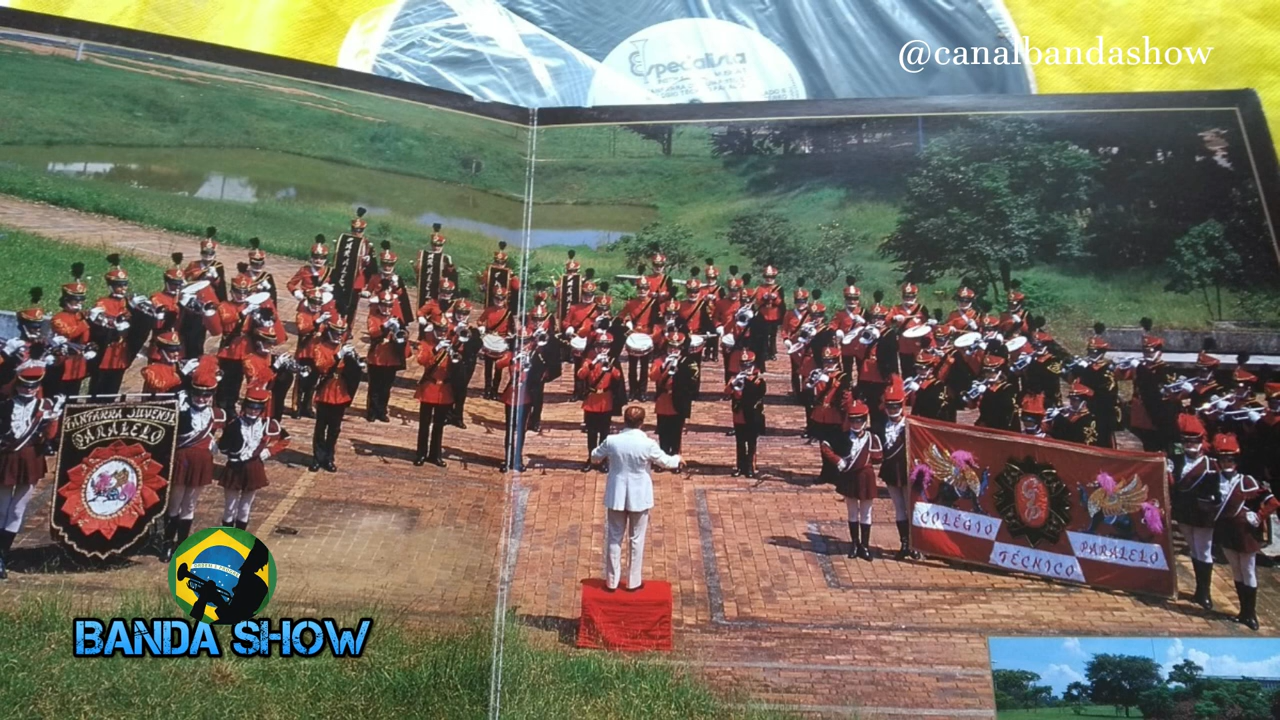 @canalbandashow
Especialista
FANFARRA JUVENIL
PARALELO
COLÉGIO
TÉCNICO
PARALELO
BANDA SHOW